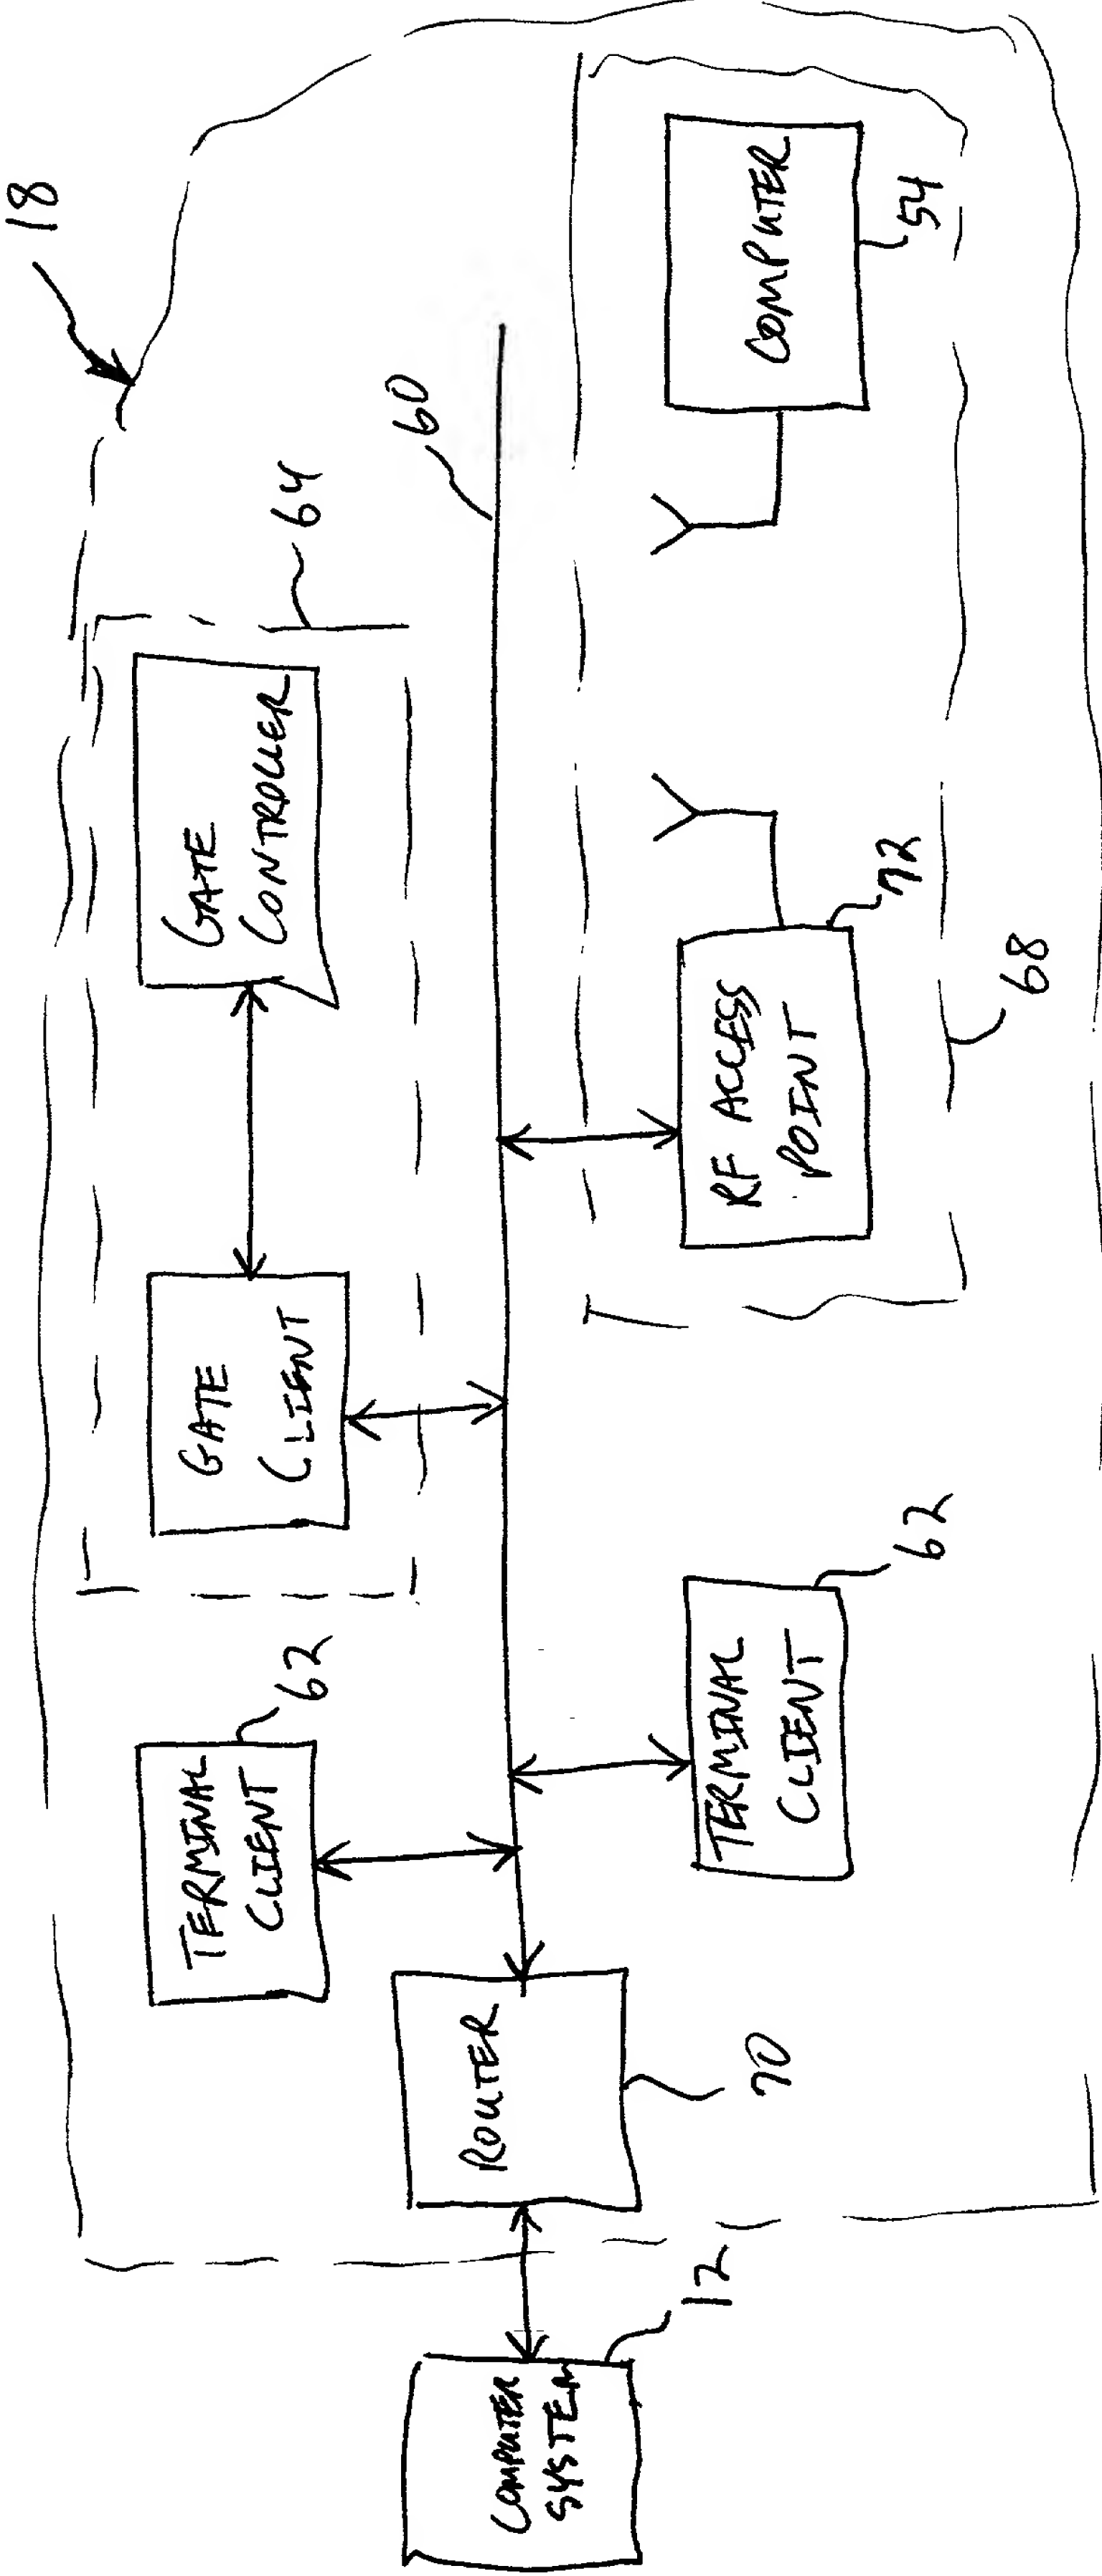 18
GATE
CONTROLLER
64
60
COMPUTER
54
GATE
CLIENT
RF ACCESS
POINT
72
68
TERMINAL
CLIENT
62
TERMINAL
CLIENT
62
ROUTER
70
COMPUTER
SYSTEM
12